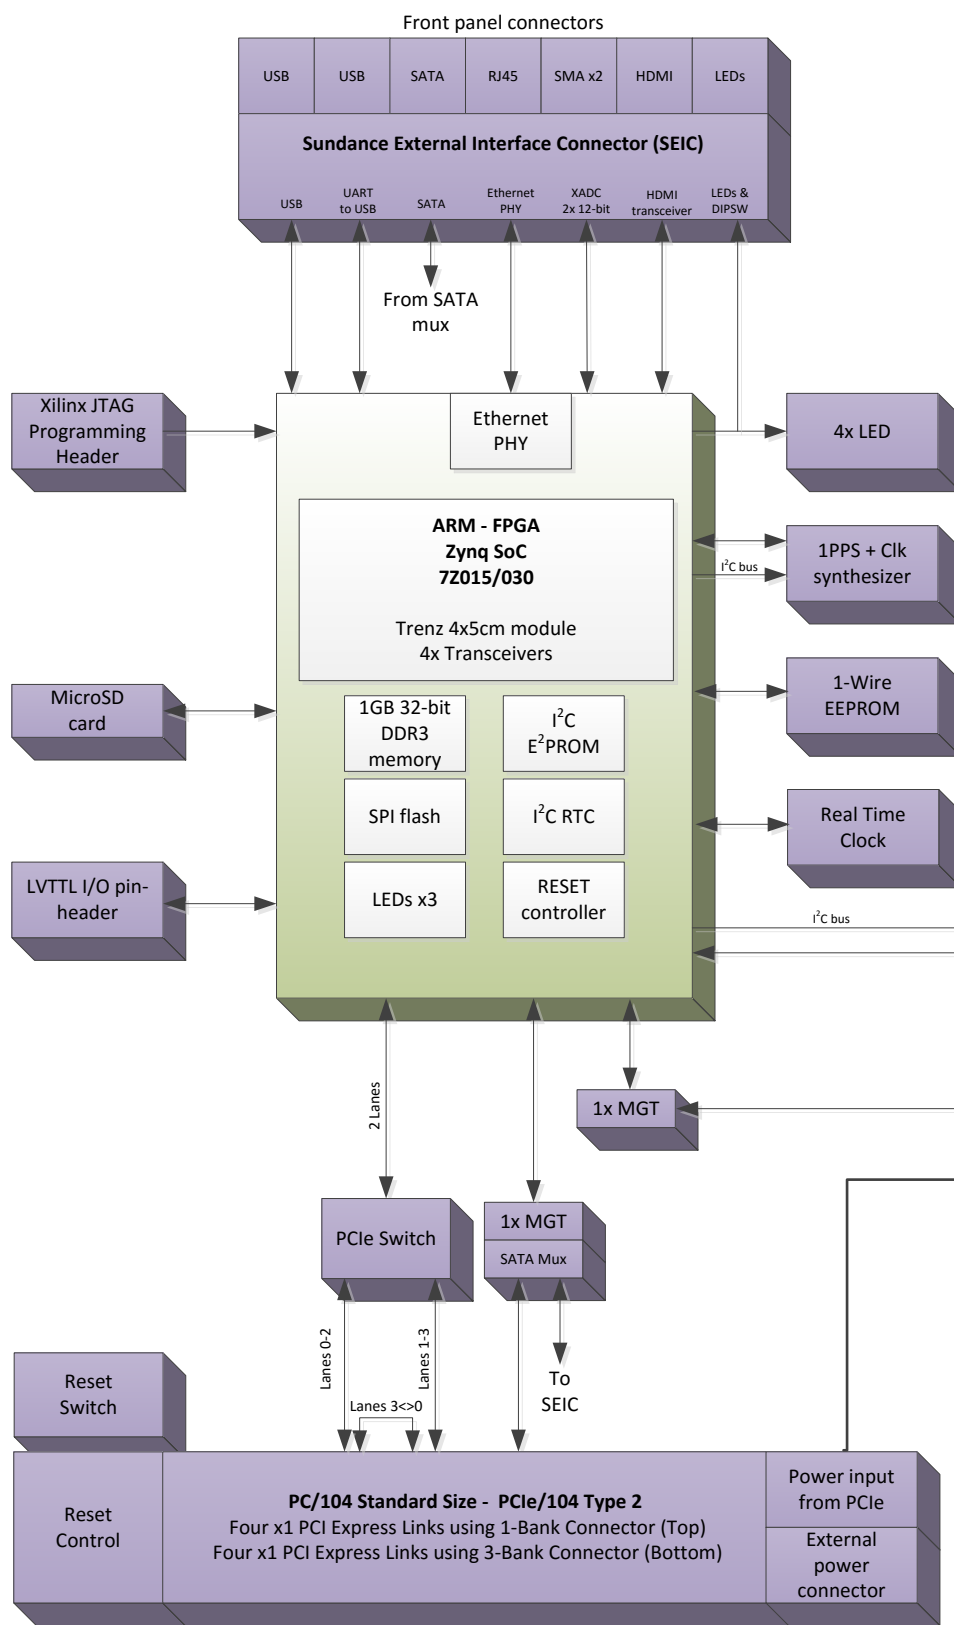 Front panel connectors
USB
USB
SATA
RJ45
SMA x2
HDMI
LEDs
Sundance External Interface Connector (SEIC)
USB
UART
to USB
SATA
Ethernet
PHY
XADC
2x 12-bit
HDMI
transceiver
LEDs &
DIPSW
From SATA
mux
Xilinx JTAG
Programming
Header
Ethernet
PHY
4x LED
ARM - FPGA
Zynq SoC
7Z015/030
Trenz 4x5cm module
4x Transceivers
1PPS + Clk
synthesizer
I²C bus
MicroSD
card
1GB 32-bit
DDR3
memory
I²C
E²PROM
1-Wire
EEPROM
SPI flash
I²C RTC
Real Time
Clock
LVTTL I/O pin-
header
LEDs x3
RESET
controller
I²C bus
2 Lanes
1x MGT
PCIe Switch
1x MGT
SATA Mux
Lanes 0-2
Lanes 1-3
Lanes 3<>0
To
SEIC
Reset
Switch
Reset
Control
PC/104 Standard Size - PCIe/104 Type 2
Four x1 PCI Express Links using 1-Bank Connector (Top)
Four x1 PCI Express Links using 3-Bank Connector (Bottom)
Power input
from PCIe
External
power
connector